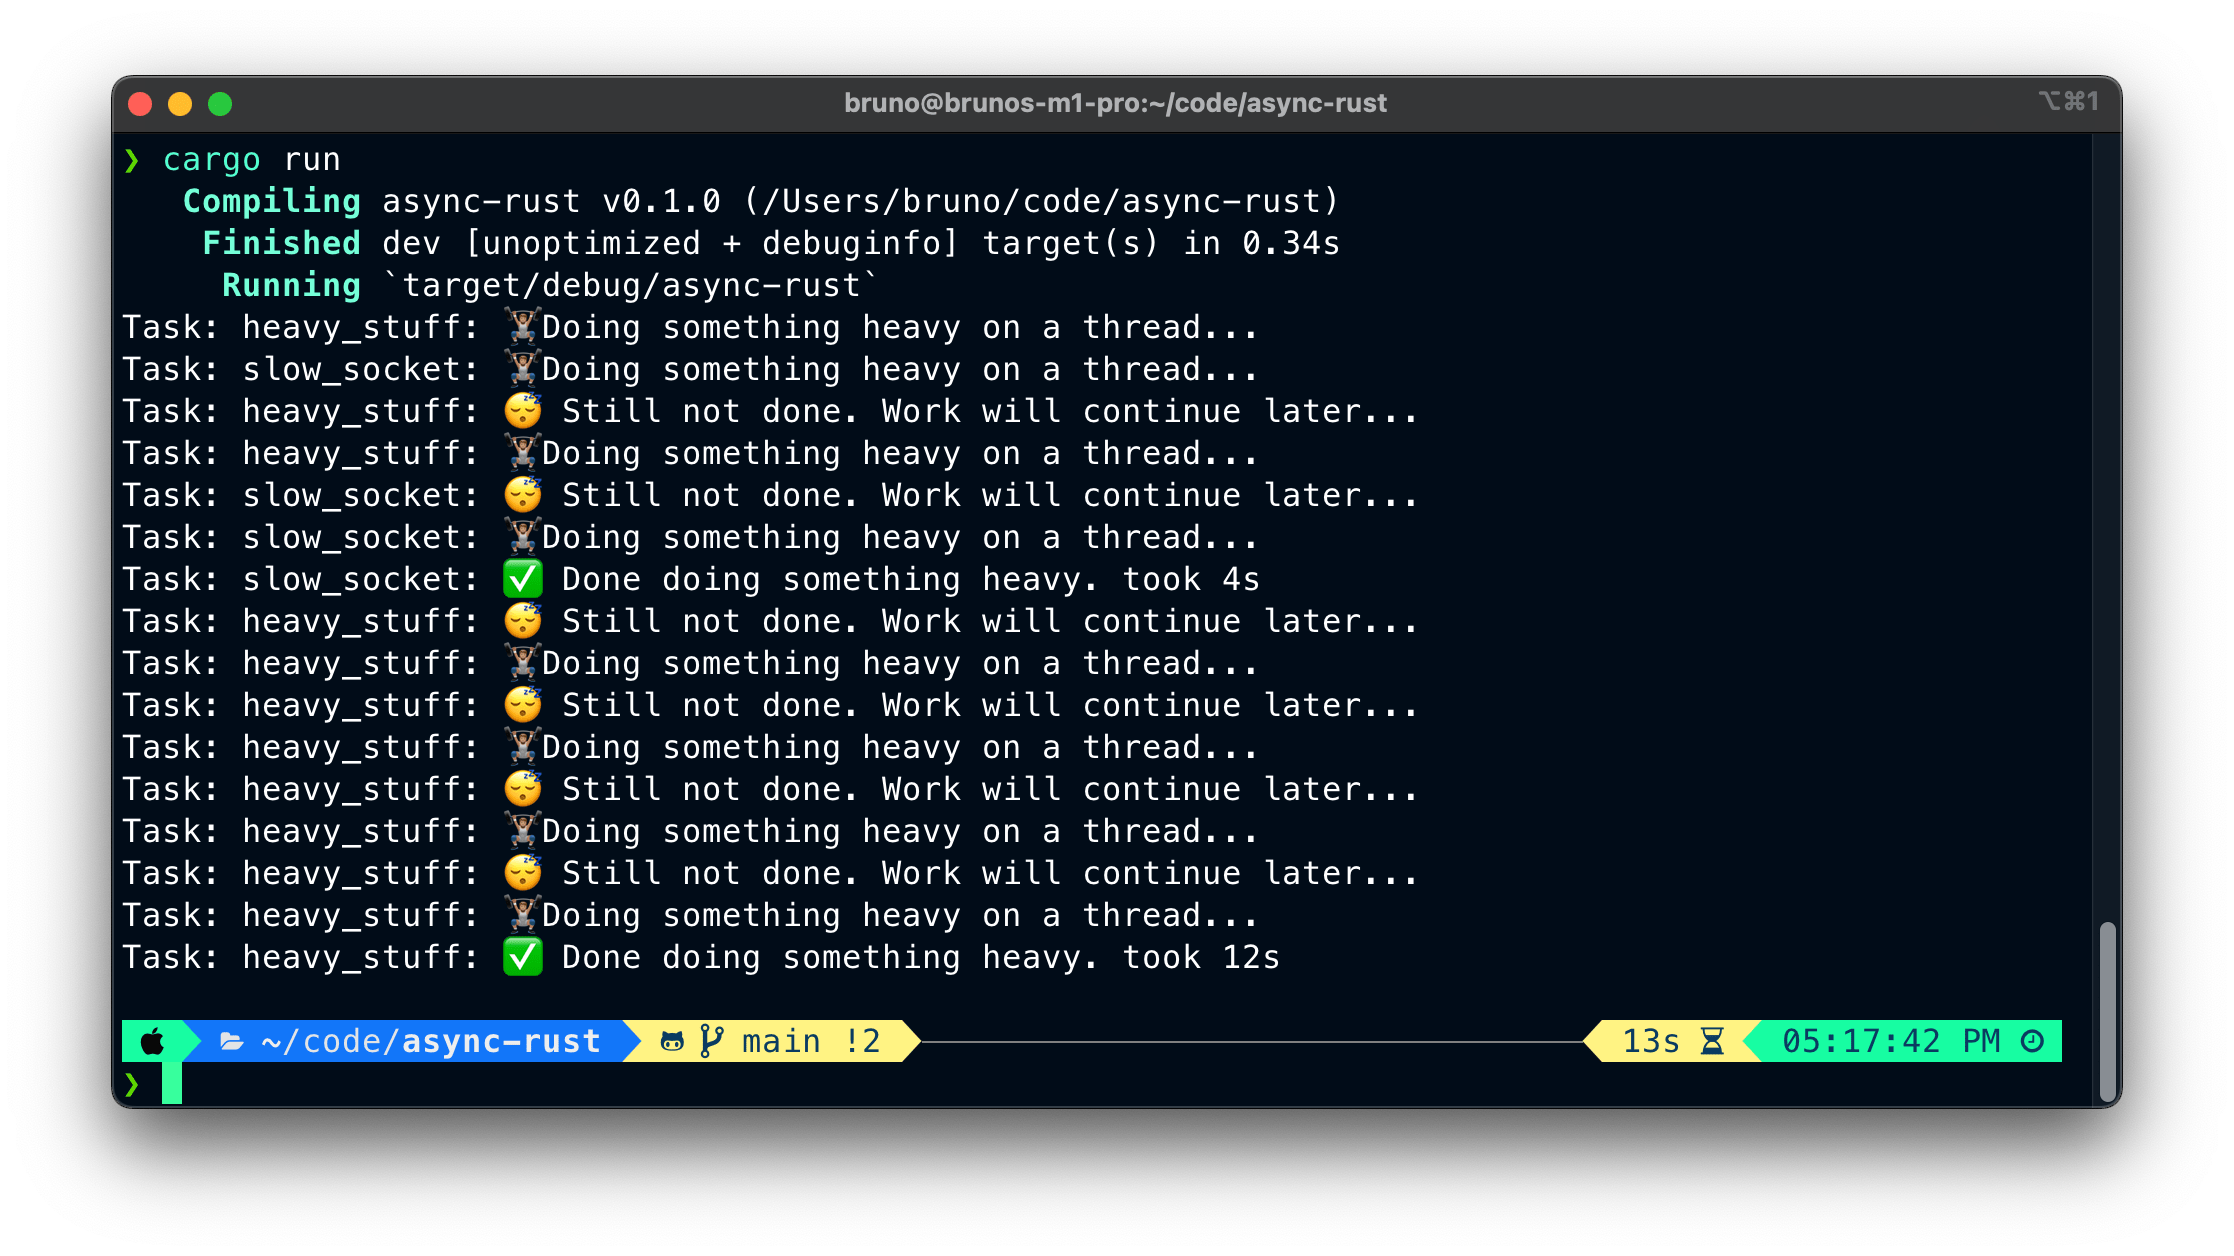 bruno@brunos-m1-pro:~/code/async-rust ⌥⌘1
❯ cargo run
Compiling async-rust v0.1.0 (/Users/bruno/code/async-rust)
Finished dev [unoptimized + debuginfo] target(s) in 0.34s
Running `target/debug/async-rust`
Task: heavy_stuff: 🏋🏽Doing something heavy on a thread...
Task: slow_socket: 🏋🏽Doing something heavy on a thread...
Task: heavy_stuff: 😴 Still not done. Work will continue later...
Task: heavy_stuff: 🏋🏽Doing something heavy on a thread...
Task: slow_socket: 😴 Still not done. Work will continue later...
Task: slow_socket: 🏋🏽Doing something heavy on a thread...
Task: slow_socket: ✅ Done doing something heavy. took 4s
Task: heavy_stuff: 😴 Still not done. Work will continue later...
Task: heavy_stuff: 🏋🏽Doing something heavy on a thread...
Task: heavy_stuff: 😴 Still not done. Work will continue later...
Task: heavy_stuff: 🏋🏽Doing something heavy on a thread...
Task: heavy_stuff: 😴 Still not done. Work will continue later...
Task: heavy_stuff: 🏋🏽Doing something heavy on a thread...
Task: heavy_stuff: 😴 Still not done. Work will continue later...
Task: heavy_stuff: 🏋🏽Doing something heavy on a thread...
Task: heavy_stuff: ✅ Done doing something heavy. took 12s
~/code/async-rust main !2 13s 05:17:42 PM
❯